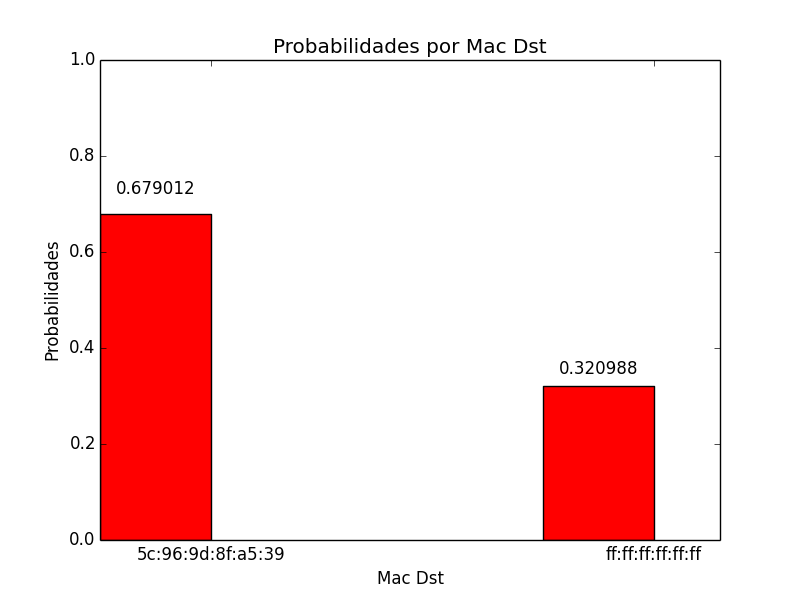 Probabilidades por Mac Dst
1.0
0.8
0.6
0.4
0.2
0.0
Probabilidades
0.679012
0.320988
5c:96:9d:8f:a5:39
ff:ff:ff:ff:ff:ff
Mac Dst